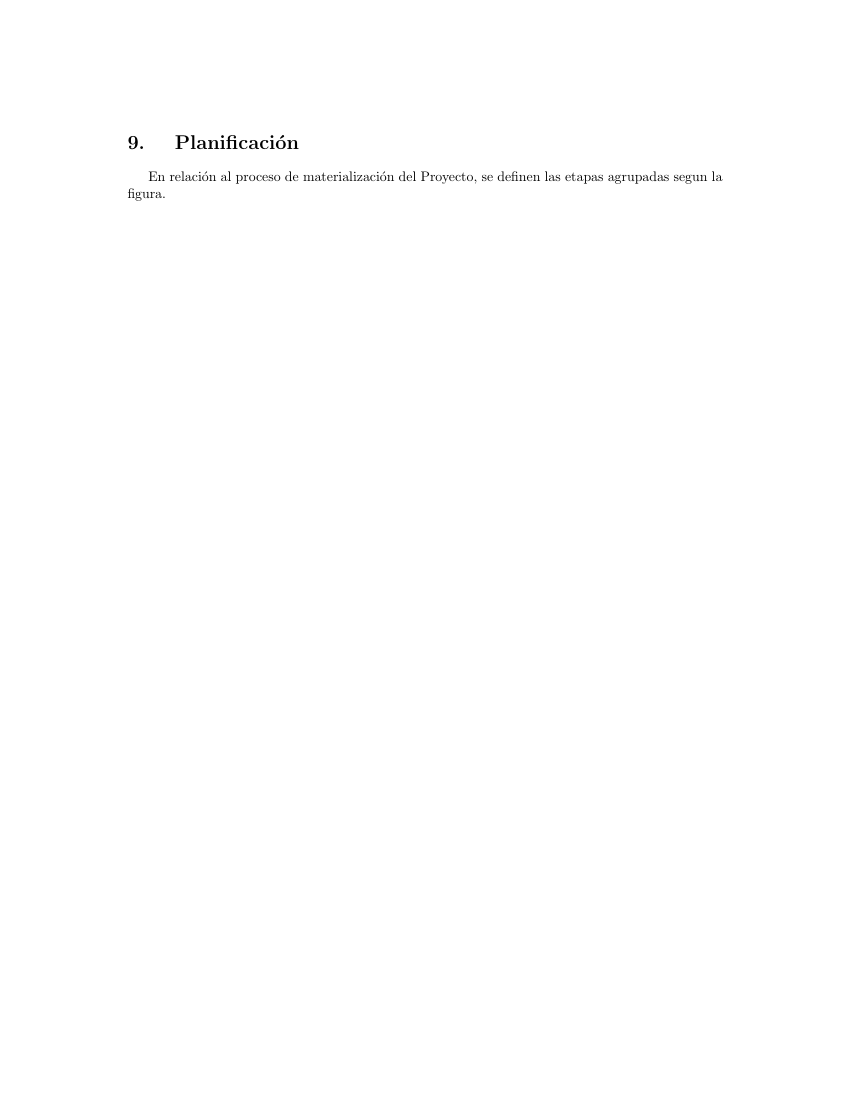 9. Planificación
En relación al proceso de materialización del Proyecto, se definen las etapas agrupadas segun la
figura.